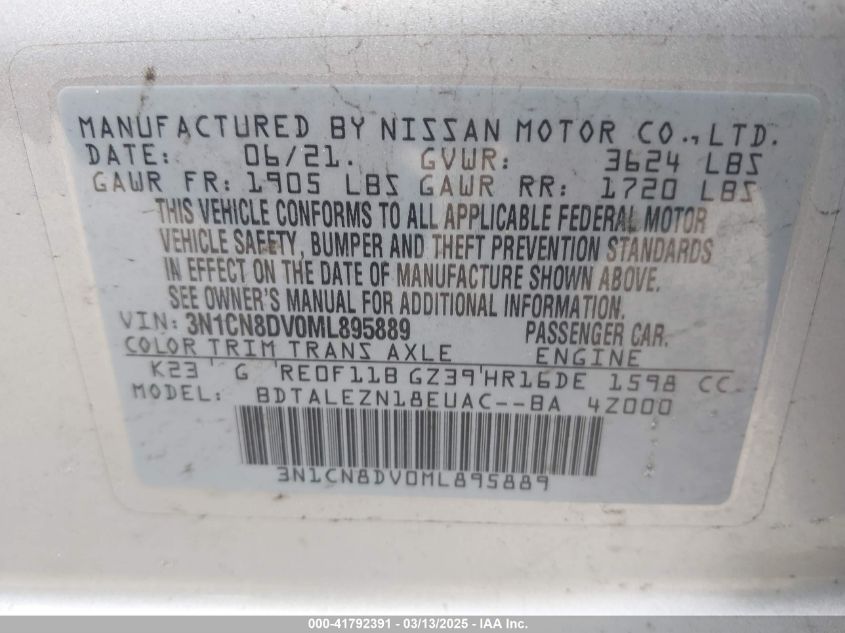 MANUFACTURED BY NISSAN MOTOR CO., LTD.
DATE: 06/21. GVWR: 3624 LBS
GAWR FR: 1905 LBS GAWR RR: 1720 LBS
THIS VEHICLE CONFORMS TO ALL APPLICABLE FEDERAL MOTOR
VEHICLE SAFETY, BUMPER AND THEFT PREVENTION STANDARDS
IN EFFECT ON THE DATE OF MANUFACTURE SHOWN ABOVE.
SEE OWNER'S MANUAL FOR ADDITIONAL INFORMATION.
VIN: 3N1CN8DV0ML895889 PASSENGER CAR.
COLOR TRIM TRANS AXLE ENGINE
K23 G RE0F11B GZ39 HR16DE 1598 CC
MODEL: BDTALEZN18EUAC--BA 4Z000
3N1CN8DV0ML895889
000-41792391 - 03/13/2025 - IAA Inc.